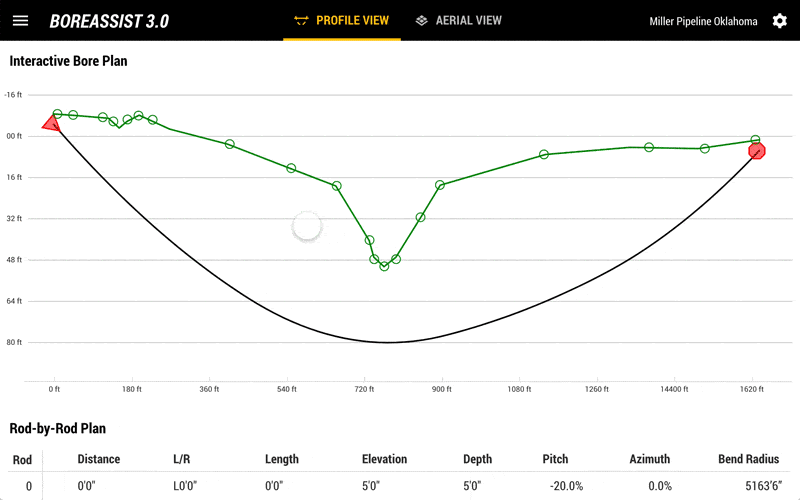 BOREASSIST 3.0
PROFILE VIEW
AERIAL VIEW
Miller Pipeline Oklahoma
Interactive Bore Plan
-16 ft
00 ft
16 ft
32 ft
48 ft
64 ft
80 ft
0 ft 180 ft 360 ft 540 ft 720 ft 900 ft 1080 ft 1260 ft 14400 ft 1620 ft
Rod-by-Rod Plan
Rod Distance L/R Length Elevation Depth Pitch Azimuth Bend Radius
0 0'0" L0'0" 0'0" 5'0" 5'0" -20.0% 0.0% 5163'6"